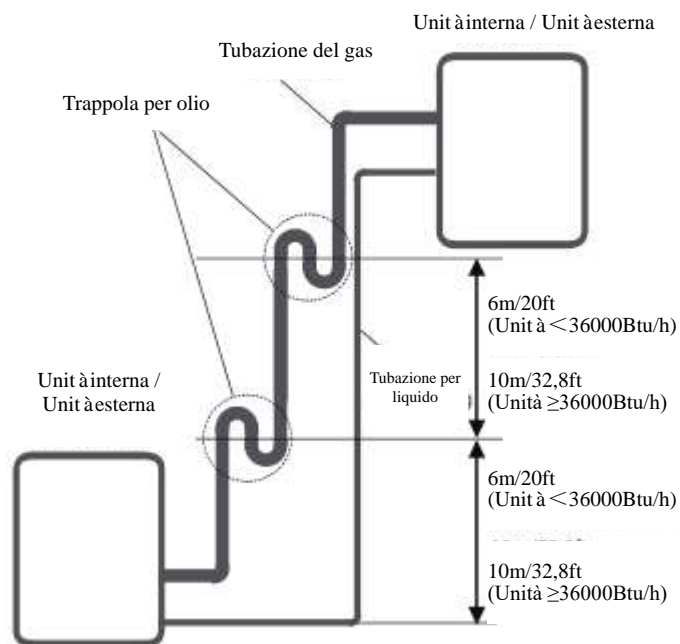 Unità interna / Unità esterna
Tubazione del gas
Trappola per olio
6m/20ft
(Unità <36000Btu/h)
10m/32,8ft
(Unità ≥36000Btu/h)
Unità interna /
Unità esterna
Tubazione per
liquido
6m/20ft
(Unità <36000Btu/h)
10m/32,8ft
(Unità ≥36000Btu/h)